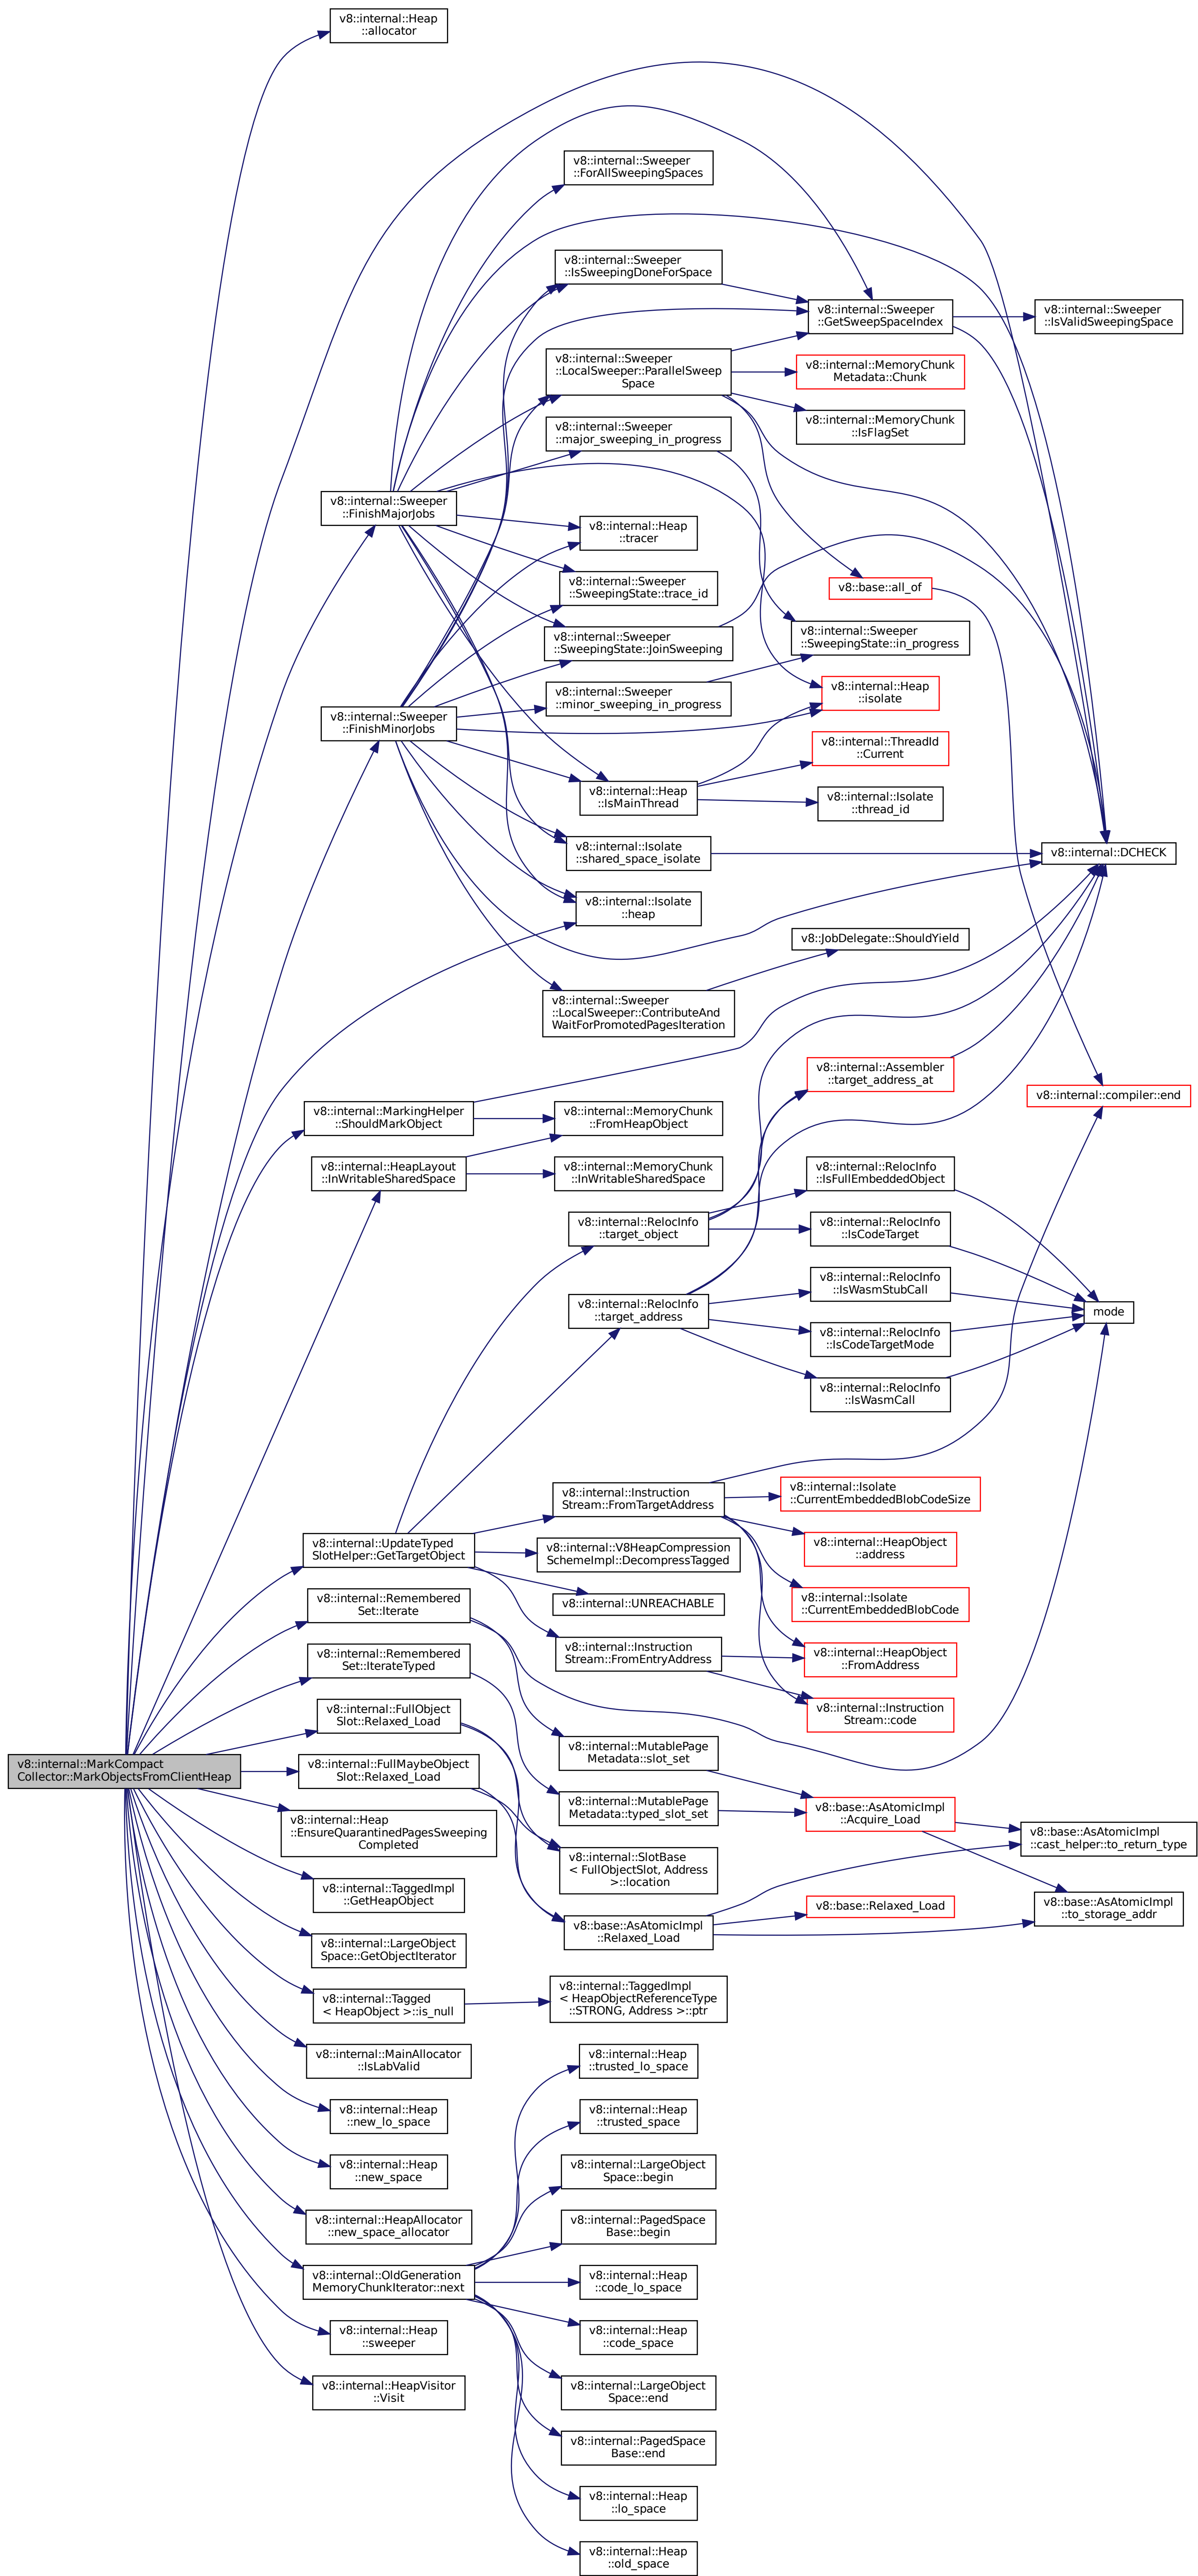 v8::internal::Heap
::allocator
v8::internal::Sweeper
::ForAllSweepingSpaces
v8::internal::Sweeper
::IsSweepingDoneForSpace
v8::internal::Sweeper
::GetSweepSpaceIndex
v8::internal::Sweeper
::IsValidSweepingSpace
v8::internal::Sweeper
::LocalSweeper::ParallelSweep
Space
v8::internal::MemoryChunk
Metadata::Chunk
v8::internal::MemoryChunk
::IsFlagSet
v8::internal::Sweeper
::major_sweeping_in_progress
v8::internal::Sweeper
::FinishMajorJobs
v8::internal::Heap
::tracer
v8::internal::Sweeper
::SweepingState::trace_id
v8::base::all_of
v8::internal::Sweeper
::SweepingState::JoinSweeping
v8::internal::Sweeper
::SweepingState::in_progress
v8::internal::Sweeper
::minor_sweeping_in_progress
v8::internal::Heap
::isolate
v8::internal::Sweeper
::FinishMinorJobs
v8::internal::ThreadId
::Current
v8::internal::Heap
::IsMainThread
v8::internal::Isolate
::thread_id
v8::internal::Isolate
::shared_space_isolate
v8::internal::DCHECK
v8::internal::Isolate
::heap
v8::JobDelegate::ShouldYield
v8::internal::Sweeper
::LocalSweeper::ContributeAnd
WaitForPromotedPagesIteration
v8::internal::Assembler
::target_address_at
v8::internal::compiler::end
v8::internal::MarkingHelper
::ShouldMarkObject
v8::internal::MemoryChunk
::FromHeapObject
v8::internal::HeapLayout
::InWritableSharedSpace
v8::internal::MemoryChunk
::InWritableSharedSpace
v8::internal::RelocInfo
::IsFullEmbeddedObject
v8::internal::RelocInfo
::target_object
v8::internal::RelocInfo
::IsCodeTarget
v8::internal::RelocInfo
::IsWasmStubCall
v8::internal::RelocInfo
::target_address
mode
v8::internal::RelocInfo
::IsCodeTargetMode
v8::internal::RelocInfo
::IsWasmCall
v8::internal::Instruction
Stream::FromTargetAddress
v8::internal::Isolate
::CurrentEmbeddedBlobCodeSize
v8::internal::UpdateTyped
SlotHelper::GetTargetObject
v8::internal::V8HeapCompression
SchemeImpl::DecompressTagged
v8::internal::HeapObject
::address
v8::internal::Remembered
Set::Iterate
v8::internal::UNREACHABLE
v8::internal::Isolate
::CurrentEmbeddedBlobCode
v8::internal::Remembered
Set::IterateTyped
v8::internal::Instruction
Stream::FromEntryAddress
v8::internal::HeapObject
::FromAddress
v8::internal::FullObject
Slot::Relaxed_Load
v8::internal::Instruction
Stream::code
v8::internal::MarkCompact
Collector::MarkObjectsFromClientHeap
v8::internal::FullMaybeObject
Slot::Relaxed_Load
v8::internal::MutablePage
Metadata::slot_set
v8::internal::MutablePage
Metadata::typed_slot_set
v8::base::AsAtomicImpl
::Acquire_Load
v8::internal::Heap
::EnsureQuarantinedPagesSweeping
Completed
v8::base::AsAtomicImpl
::cast_helper::to_return_type
v8::internal::SlotBase
< FullObjectSlot, Address
>::location
v8::internal::TaggedImpl
::GetHeapObject
v8::base::Relaxed_Load
v8::base::AsAtomicImpl
::to_storage_addr
v8::base::AsAtomicImpl
::Relaxed_Load
v8::internal::LargeObject
Space::GetObjectIterator
v8::internal::Tagged
< HeapObject >::is_null
v8::internal::TaggedImpl
< HeapObjectReferenceType
::STRONG, Address >::ptr
v8::internal::MainAllocator
::IsLabValid
v8::internal::Heap
::trusted_lo_space
v8::internal::Heap
::new_lo_space
v8::internal::Heap
::trusted_space
v8::internal::Heap
::new_space
v8::internal::LargeObject
Space::begin
v8::internal::HeapAllocator
::new_space_allocator
v8::internal::PagedSpace
Base::begin
v8::internal::OldGeneration
MemoryChunkIterator::next
v8::internal::Heap
::code_lo_space
v8::internal::Heap
::sweeper
v8::internal::Heap
::code_space
v8::internal::HeapVisitor
::Visit
v8::internal::LargeObject
Space::end
v8::internal::PagedSpace
Base::end
v8::internal::Heap
::lo_space
v8::internal::Heap
::old_space